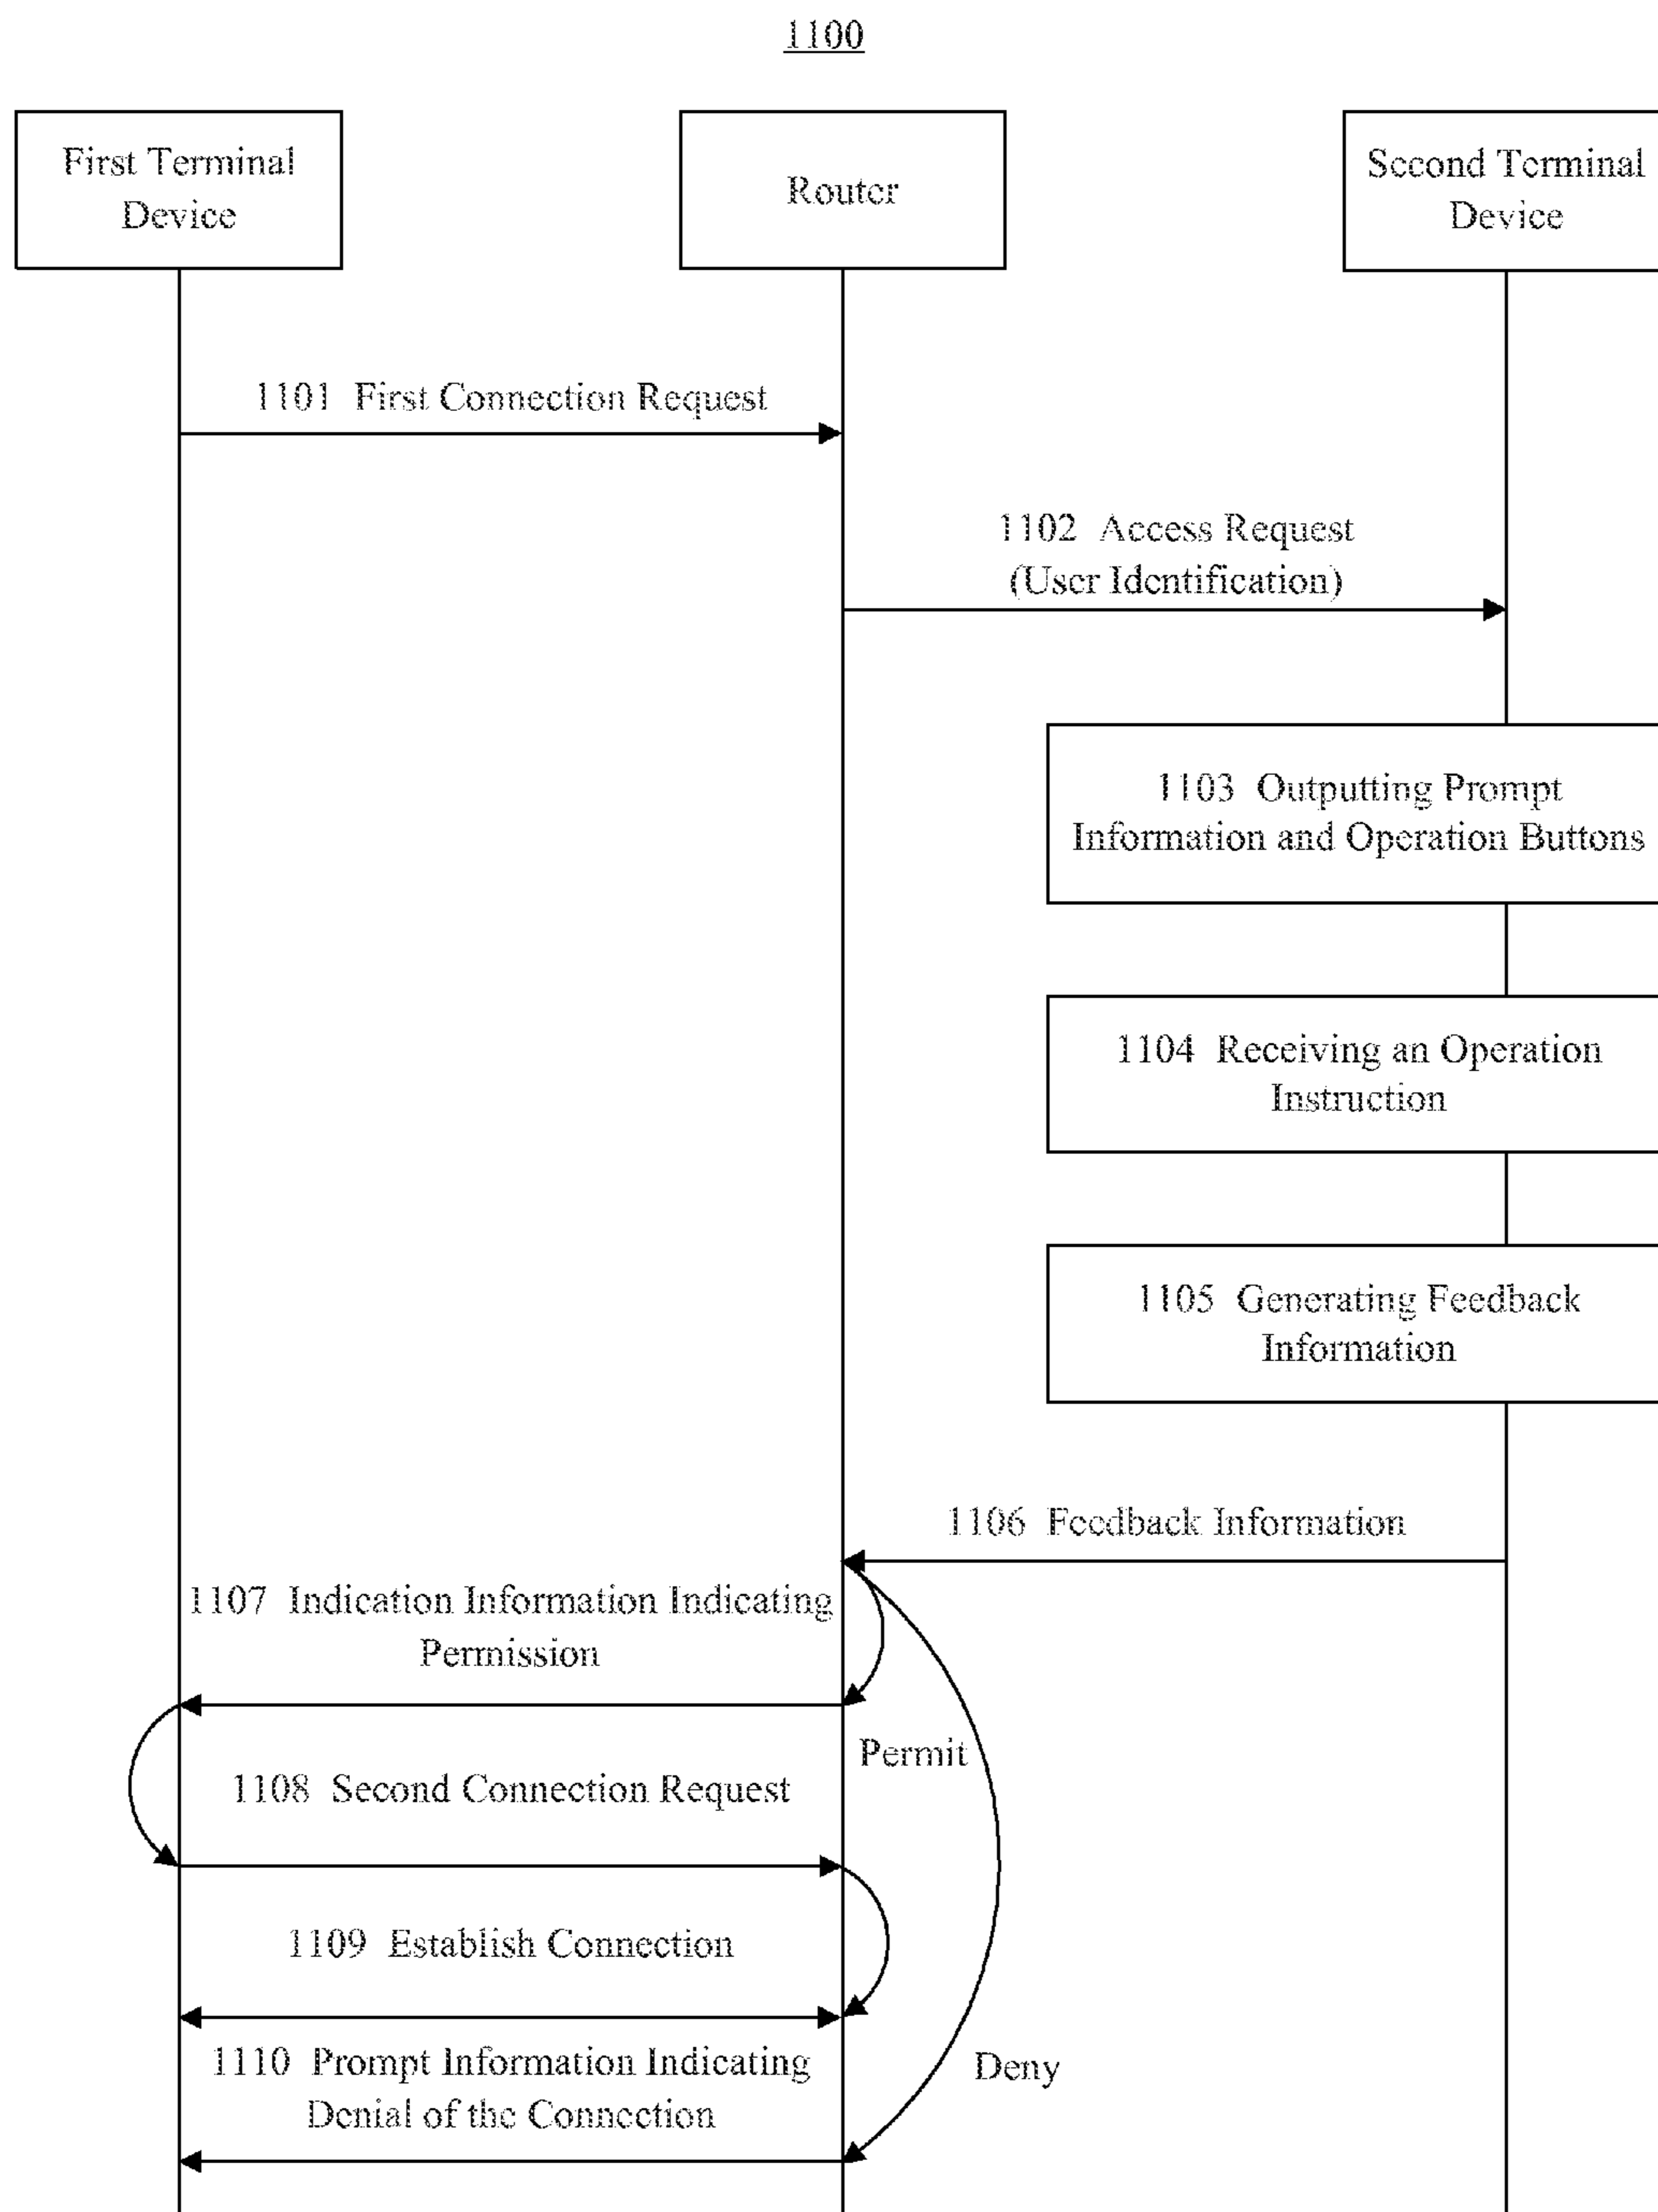 1100
First Terminal
Device
Router
Second Terminal
Device
1101 First Connection Request
1102 Access Request
(User Identification)
1103 Outputting Prompt
Information and Operation Buttons
1104 Receiving an Operation
Instruction
1105 Generating Feedback
Information
1106 Feedback Information
1107 Indication Information Indicating
Permission
Permit
1108 Second Connection Request
1109 Establish Connection
1110 Prompt Information Indicating
Denial of the Connection
Deny